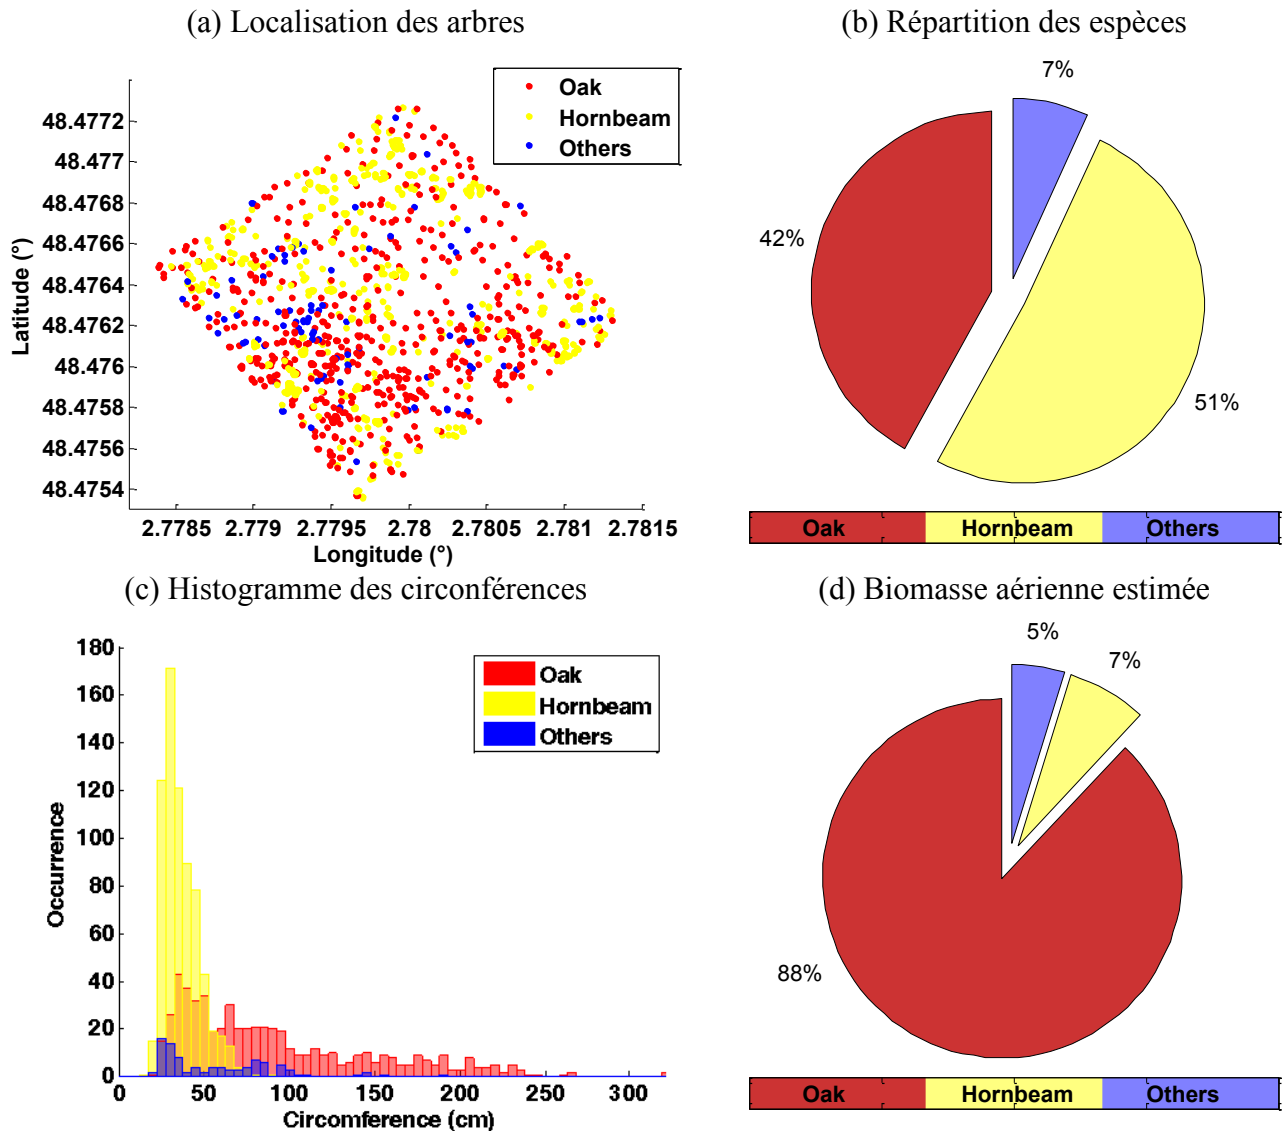 (a) Localisation des arbres
Oak
Hornbeam
Others
48.4772
48.477
48.4768
48.4766
48.4764
48.4762
48.476
48.4758
48.4756
48.4754
Latitude (°)
2.7785 2.779 2.7795 2.78 2.7805 2.781 2.7815
Longitude (°)
(b) Répartition des espèces
7%
42%
51%
Oak Hornbeam Others
(c) Histogramme des circonférences
180
160
140
120
100
80
60
40
20
0
Occurrence
Oak
Hornbeam
Others
0 50 100 150 200 250 300
Circomference (cm)
(d) Biomasse aérienne estimée
5%
7%
88%
Oak Hornbeam Others